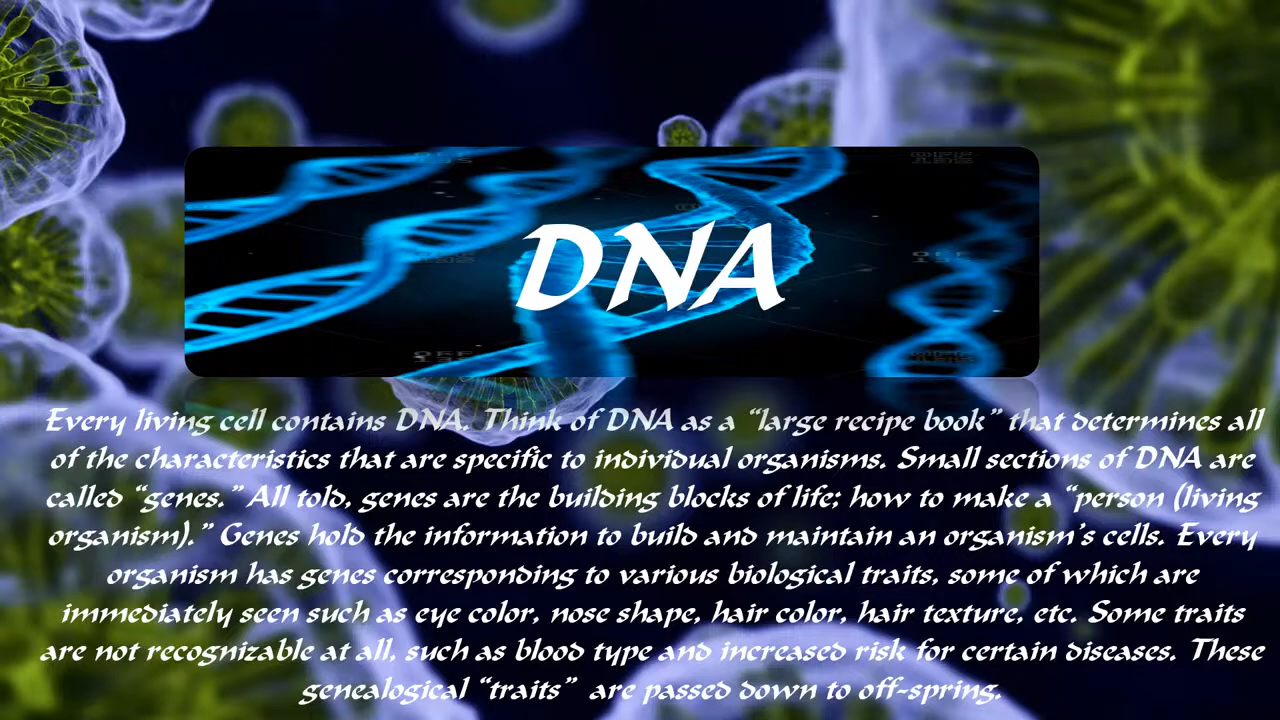 DNA
Every living cell contains DNA. Think of DNA as a “large recipe book” that determines all
of the characteristics that are specific to individual organisms. Small sections of DNA are
called “genes.” All told, genes are the building blocks of life; how to make a “person (living
organism).” Genes hold the information to build and maintain an organism’s cells. Every
organism has genes corresponding to various biological traits, some of which are
immediately seen such as eye color, nose shape, hair color, hair texture, etc. Some traits
are not recognizable at all, such as blood type and increased risk for certain diseases. These
genealogical “traits” are passed down to off-spring.